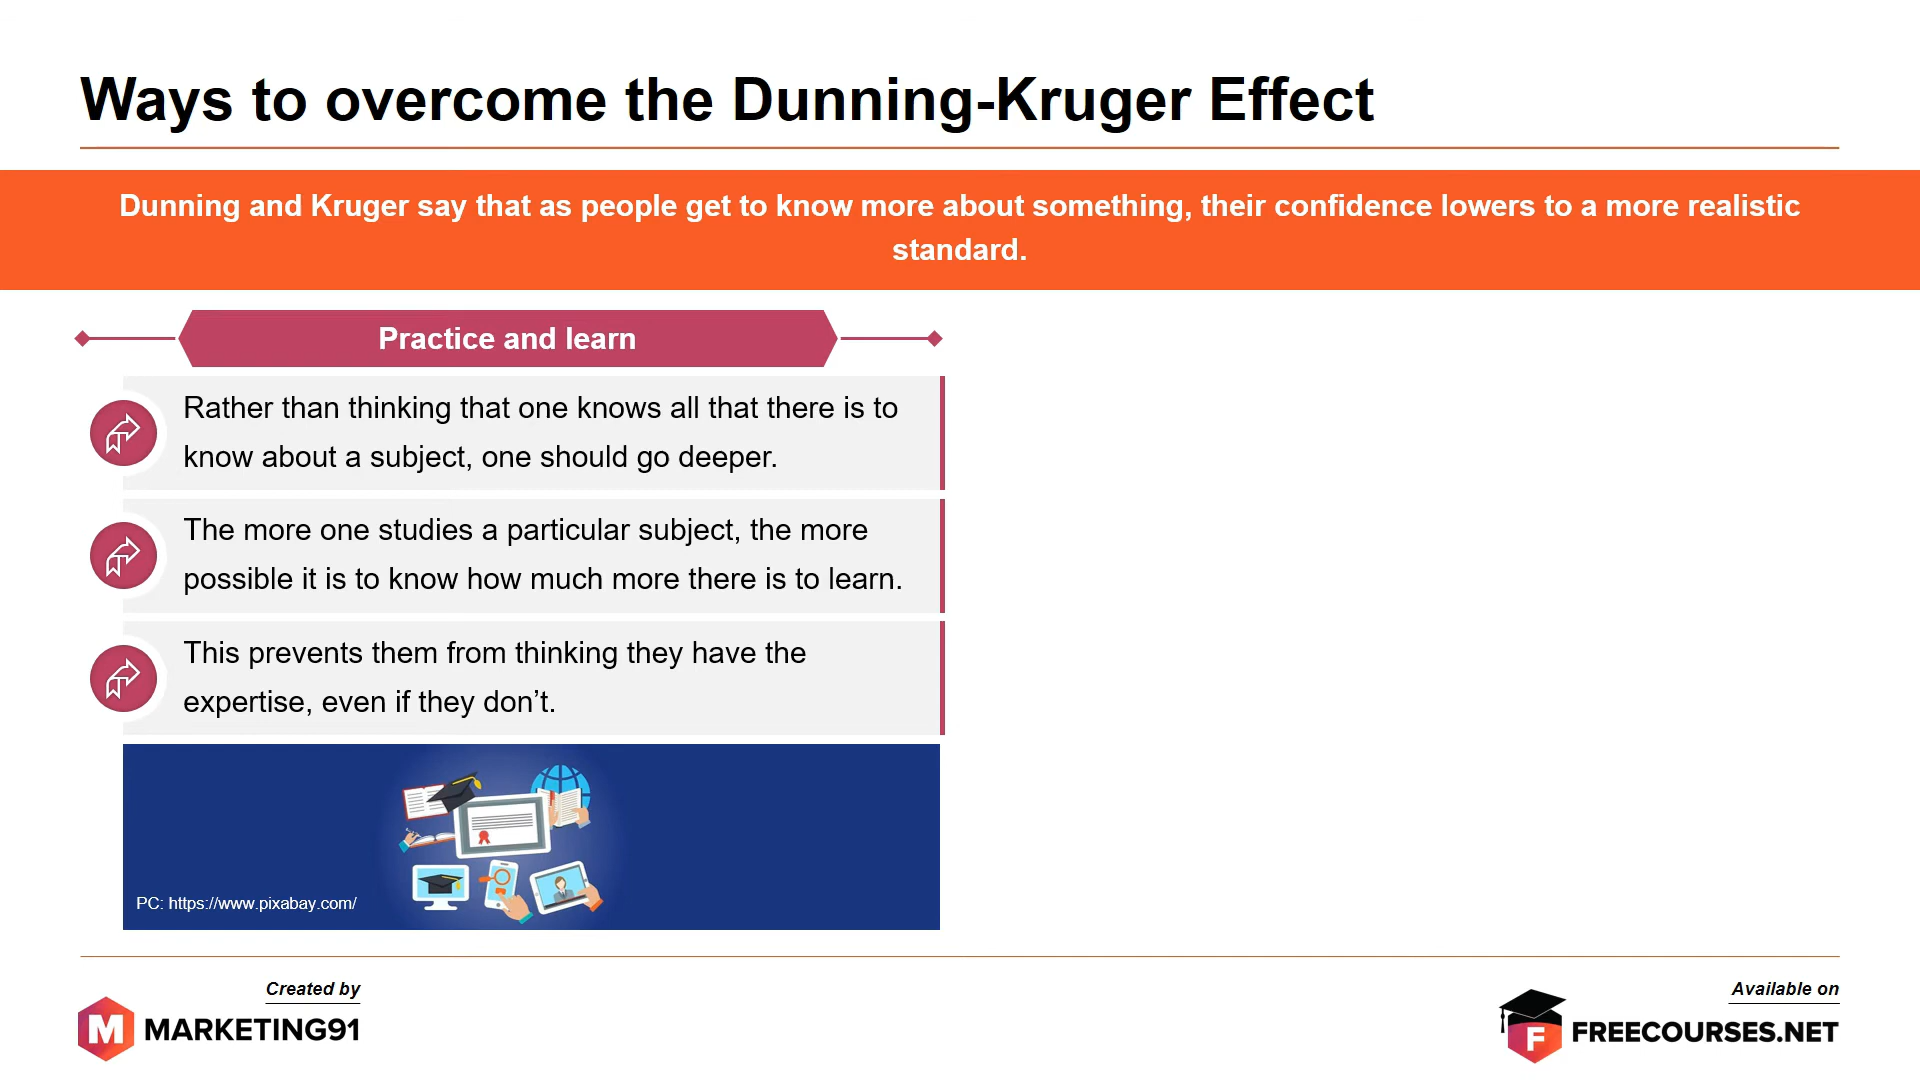 Ways to overcome the Dunning-Kruger Effect
Dunning and Kruger say that as people get to know more about something, their confidence lowers to a more realistic
standard.
Practice and learn
Rather than thinking that one knows all that there is to
know about a subject, one should go deeper.
The more one studies a particular subject, the more
possible it is to know how much more there is to learn.
This prevents them from thinking they have the
expertise, even if they don’t.
PC: https://www.pixabay.com/
Created by
M MARKETING91
Available on
F FREECOURSES.NET